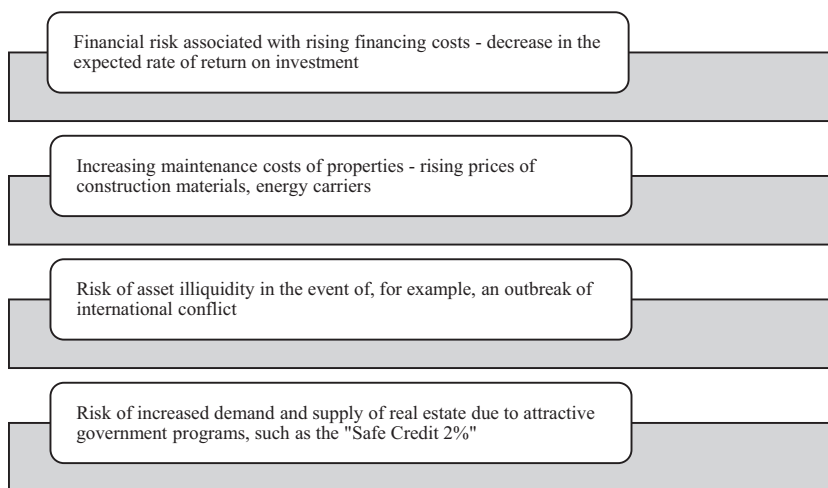 Financial risk associated with rising financing costs - decrease in the
expected rate of return on investment
Increasing maintenance costs of properties - rising prices of
construction materials, energy carriers
Risk of asset illiquidity in the event of, for example, an outbreak of
international conflict
Risk of increased demand and supply of real estate due to attractive
government programs, such as the "Safe Credit 2%"